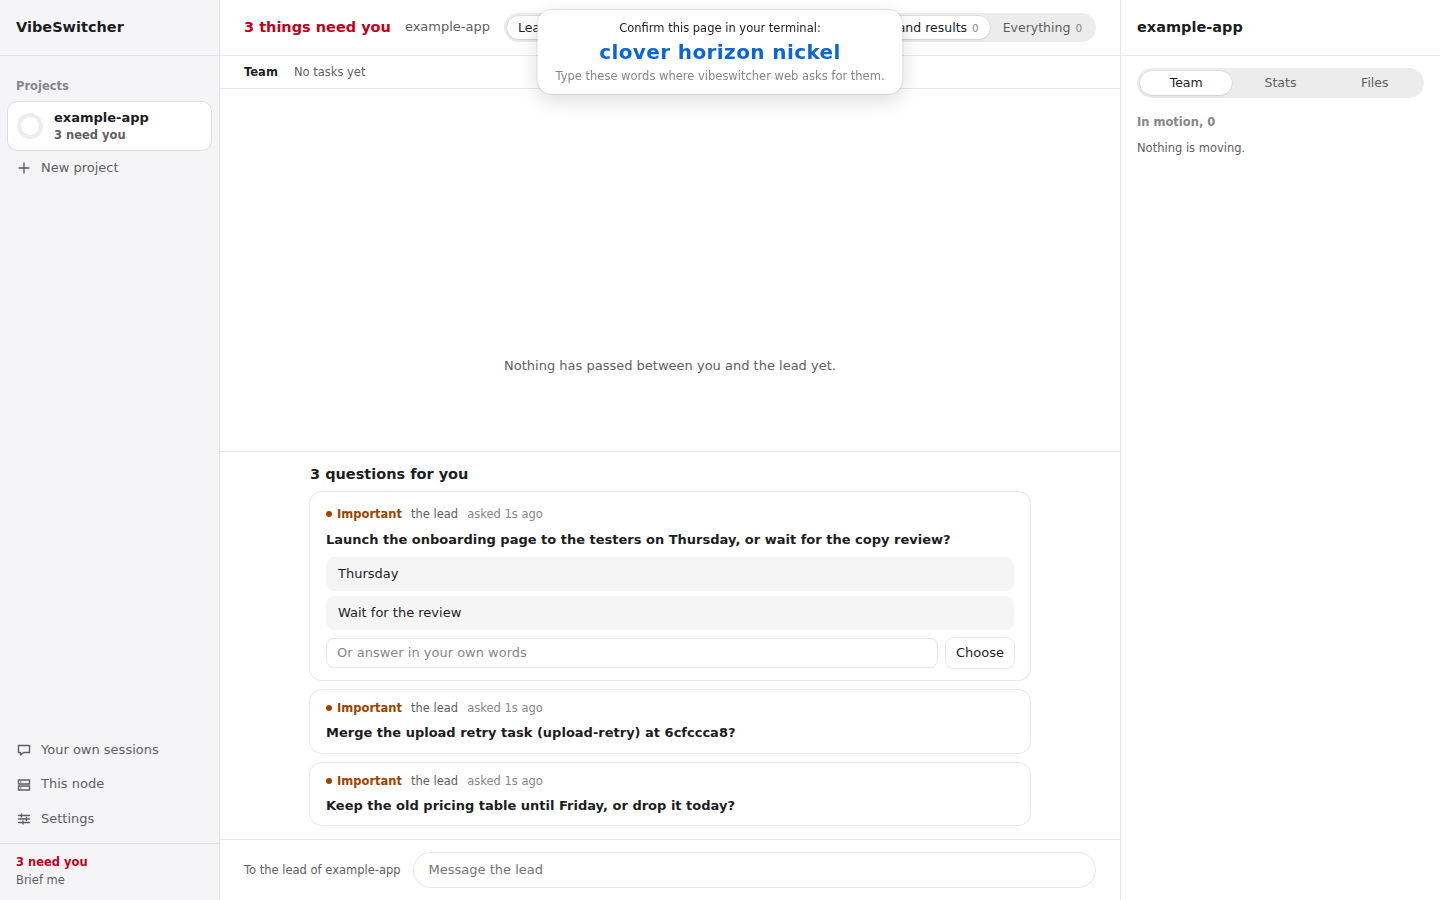 VibeSwitcher
Projects
example-app
3 need you
New project
Your own sessions
This node
Settings
3 need you
Brief me
3 things need you
example-app
and results 0
Everything 0
Confirm this page in your terminal:
clover horizon nickel
Type these words where vibeswitcher web asks for them.
Team
No tasks yet
Nothing has passed between you and the lead yet.
3 questions for you
Important the lead asked 1s ago
Launch the onboarding page to the testers on Thursday, or wait for the copy review?
Thursday
Wait for the review
Or answer in your own words
Choose
Important the lead asked 1s ago
Merge the upload retry task (upload-retry) at 6cfccca8?
Important the lead asked 1s ago
Keep the old pricing table until Friday, or drop it today?
To the lead of example-app
Message the lead
example-app
Team
Stats
Files
In motion, 0
Nothing is moving.